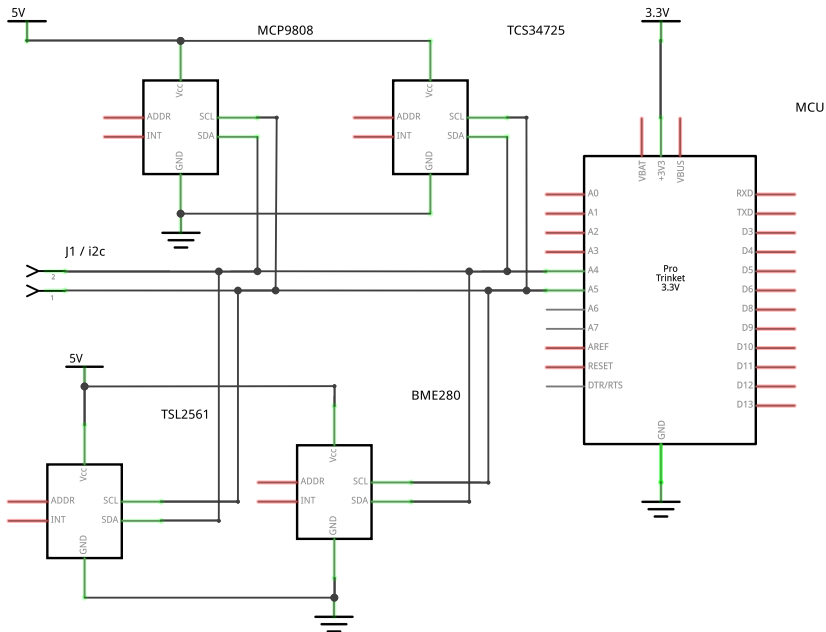 5V
MCP9808
TCS34725
3.3V
MCU
Vcc
ADDR
INT
SCL
SDA
GND
Vcc
ADDR
INT
SCL
SDA
GND
VBAT
+3V3
VBUS
A0
A1
A2
A3
A4
A5
A6
A7
AREF
RESET
DTR/RTS
Pro
Trinket
3.3V
RXD
TXD
D3
D4
D5
D6
D8
D9
D10
D11
D12
D13
GND
J1 / i2c
2
1
5V
TSL2561
BME280
Vcc
ADDR
INT
SCL
SDA
GND
Vcc
ADDR
INT
SCL
SDA
GND